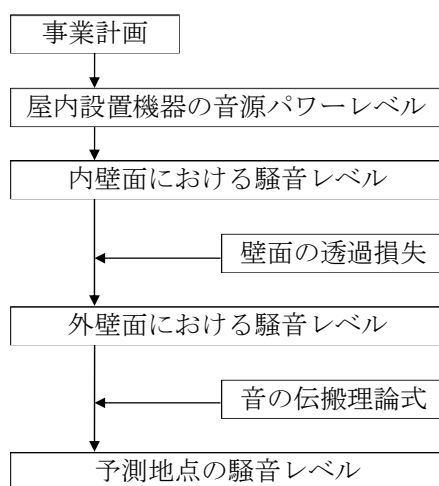 事業計画
屋内設置機器の音源パワーレベル
内壁面における騒音レベル
壁面の透過損失
外壁面における騒音レベル
音の伝搬理論式
予測地点の騒音レベル